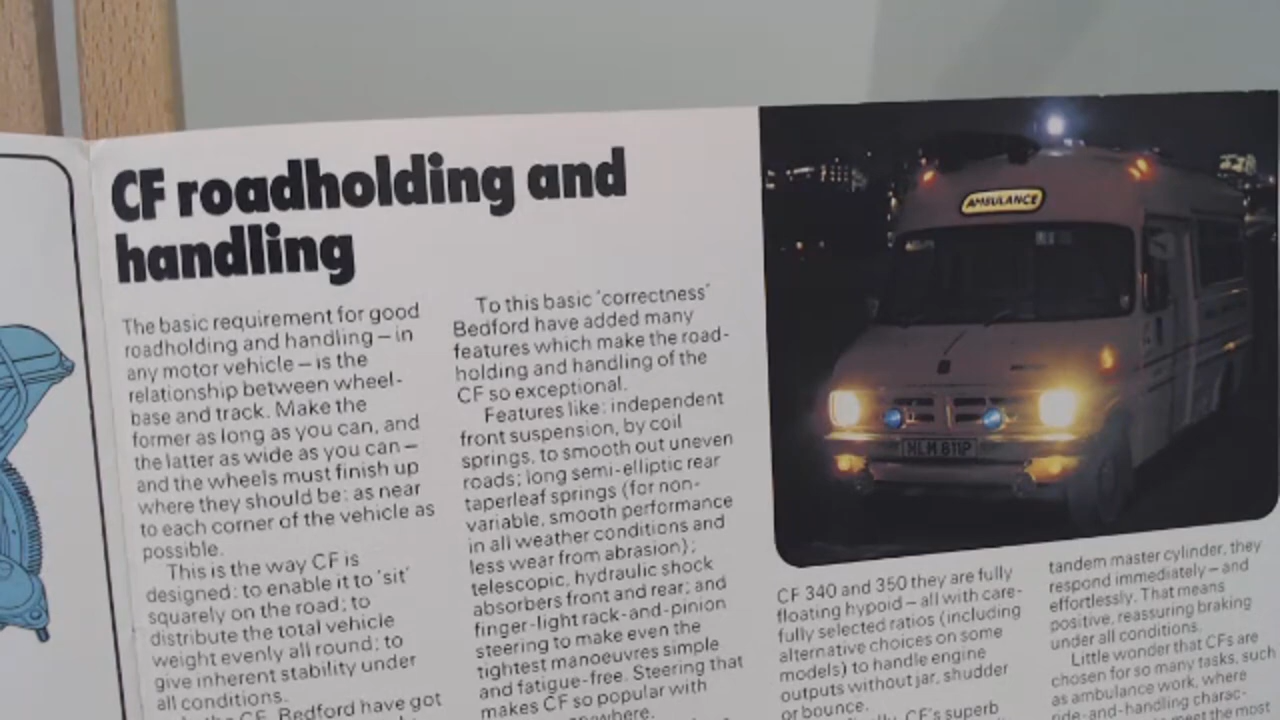 CF roadholding and
handling
The basic requirement for good
roadholding and handling – in
any motor vehicle – is the
relationship between wheel-
base and track. Make the
former as long as you can, and
the latter as wide as you can –
and the wheels must finish up
where they should be: as near
to each corner of the vehicle as
possible.
This is the way CF is
designed: to enable it to 'sit'
squarely on the road; to
distribute the total vehicle
weight evenly all round; to
give inherent stability under
all conditions.
CF, Bedford have got
To this basic 'correctness'
Bedford have added many
features which make the road-
holding and handling of the
CF so exceptional.
Features like: independent
front suspension, by coil
springs, to smooth out uneven
roads; long semi-elliptic rear
taperleaf springs (for non-
variable, smooth performance
in all weather conditions and
less wear from abrasion);
telescopic, hydraulic shock
absorbers front and rear; and
finger-light rack-and-pinion
steering to make even the
tightest manoeuvres simple
and fatigue-free. Steering that
makes CF so popular with
AMBULANCE
HLM 811P
CF 340 and 350 they are fully
floating hypoid – all with care-
fully selected ratios (including
alternative choices on some
models) to handle engine
outputs without jar, shudder
or bounce.
CF's superb
tandem master cylinder, they
respond immediately – and
effortlessly. That means
positive, reassuring braking
under all conditions.
Little wonder that CFs are
chosen for so many tasks, such
as ambulance work, where
ride-and-handling charac-
the most